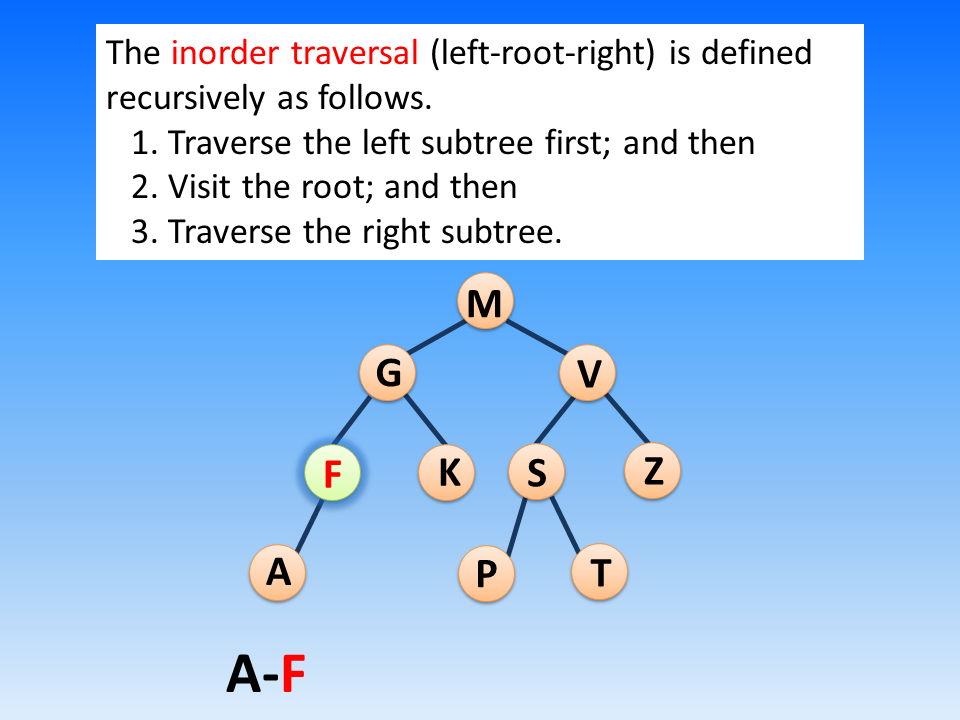 The inorder traversal (left-root-right) is defined
recursively as follows.
1. Traverse the left subtree first; and then
2. Visit the root; and then
3. Traverse the right subtree.
M
G V
F K S Z
A P T
A-F